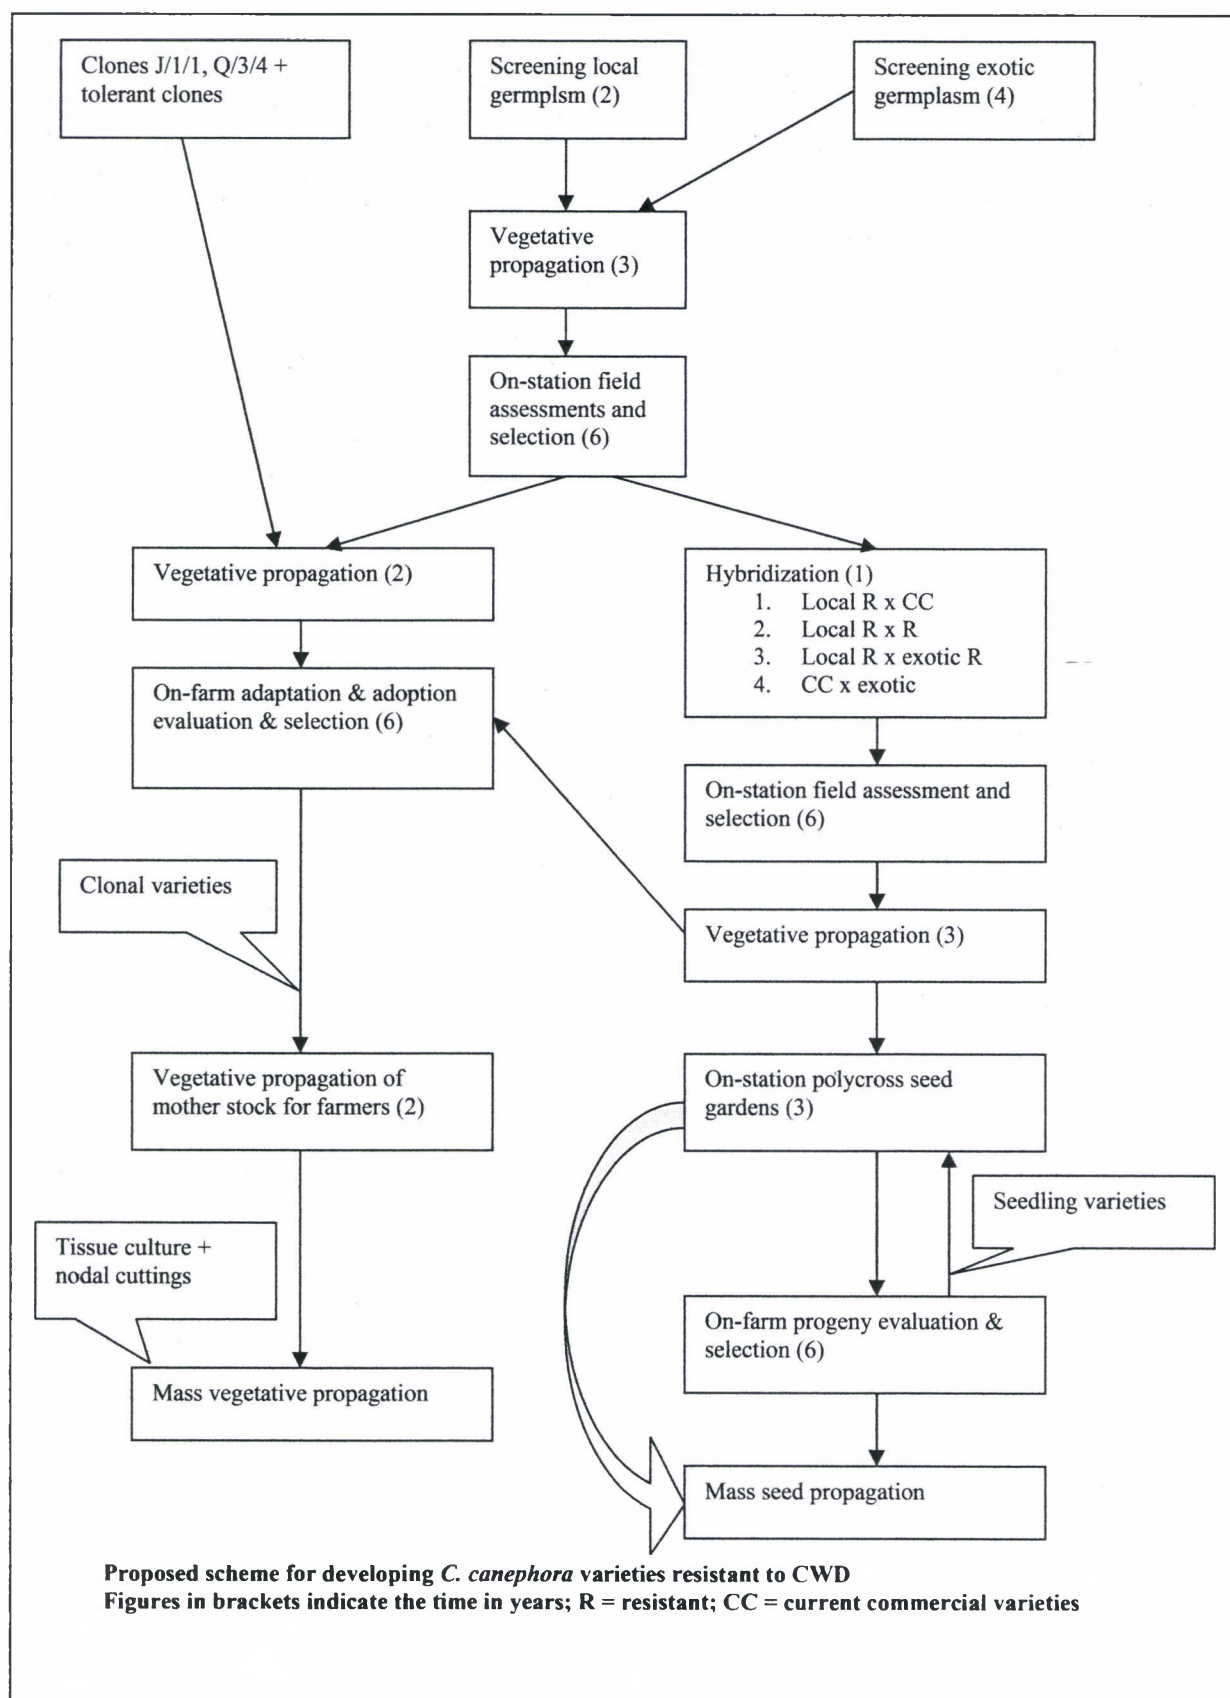 Clones J/1/1, Q/3/4 +
tolerant clones
Screening local
germplsm (2)
Screening exotic
germplasm (4)
Vegetative
propagation (3)
On-station field
assessments and
selection (6)
Vegetative propagation (2)
Hybridization (1)
1. Local R x CC
2. Local R x R
3. Local R x exotic R
4. CC x exotic
On-farm adaptation & adoption
evaluation & selection (6)
On-station field assessment and
selection (6)
Clonal varieties
Vegetative propagation (3)
Vegetative propagation of
mother stock for farmers (2)
On-station polycross seed
gardens (3)
Seedling varieties
Tissue culture +
nodal cuttings
On-farm progeny evaluation &
selection (6)
Mass vegetative propagation
Mass seed propagation
Proposed scheme for developing C. canephora varieties resistant to CWD
Figures in brackets indicate the time in years; R = resistant; CC = current commercial varieties